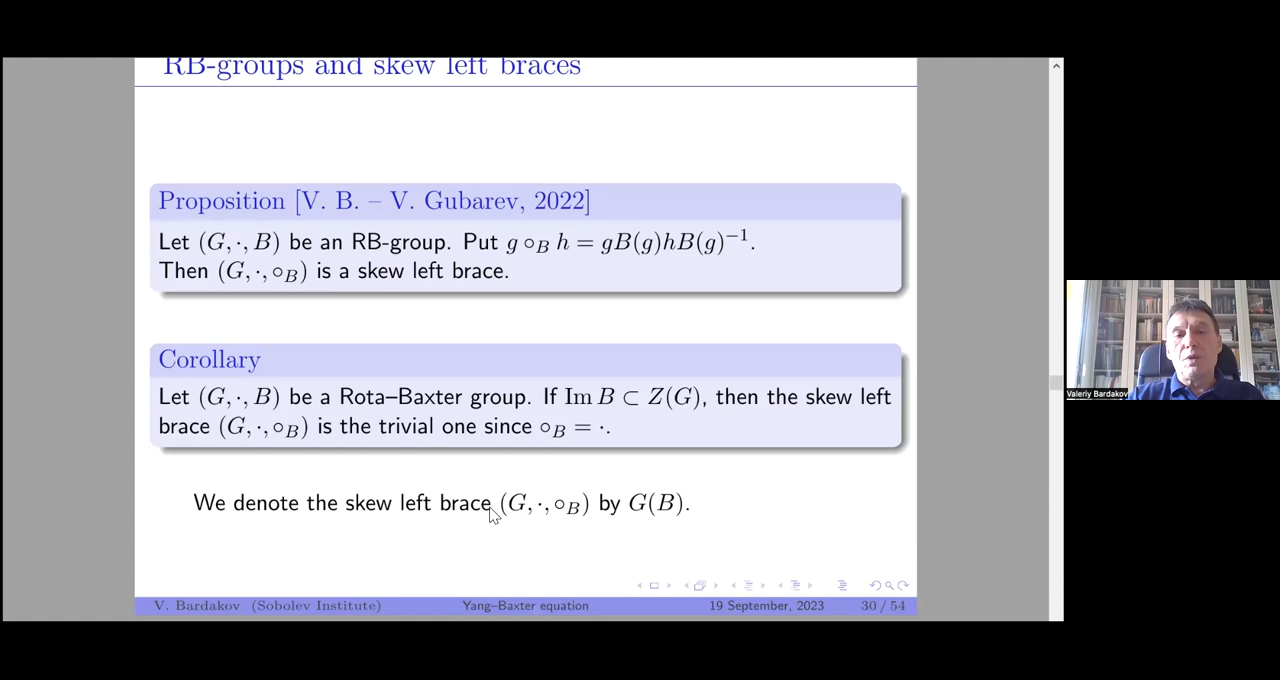 RB-groups and skew left braces
Proposition [V. B. – V. Gubarev, 2022]
Let (G, ·, B) be an RB-group. Put g ∘_B h = gB(g)hB(g)^{−1}.
Then (G, ·, ∘_B) is a skew left brace.
Corollary
Let (G, ·, B) be a Rota–Baxter group. If Im B ⊂ Z(G), then the skew left
brace (G, ·, ∘_B) is the trivial one since ∘_B = ·.
We denote the skew left brace (G, ·, ∘_B) by G(B).
V. Bardakov (Sobolev Institute) Yang–Baxter equation 19 September, 2023 30 / 54
Valeriy Bardakov